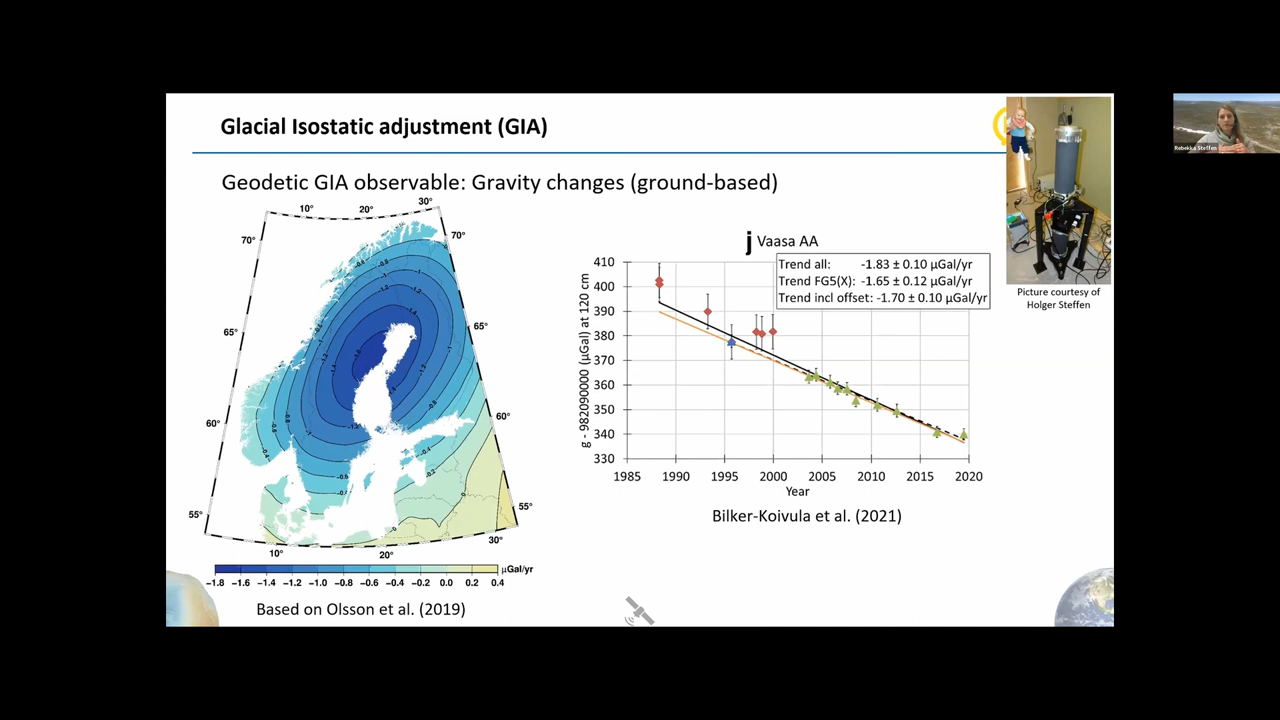 Glacial Isostatic adjustment (GIA)
Rebekka Steffen
Geodetic GIA observable: Gravity changes (ground-based)
10° 20° 30°
70° 70°
65° 65°
60° 60°
55° 55°
10° 20° 30°
−1.8 −1.6 −1.4 −1.2 −1.0 −0.8 −0.6 −0.4 −0.2 0.0 0.2 0.4
μGal/yr
Based on Olsson et al. (2019)
j Vaasa AA
Trend all: -1.83 ± 0.10 μGal/yr
Trend FG5(X): -1.65 ± 0.12 μGal/yr
Trend incl offset: -1.70 ± 0.10 μGal/yr
g - 982090000 (μGal) at 120 cm
410
400
390
380
370
360
350
340
330
1985 1990 1995 2000 2005 2010 2015 2020
Year
Bilker-Koivula et al. (2021)
Picture courtesy of
Holger Steffen